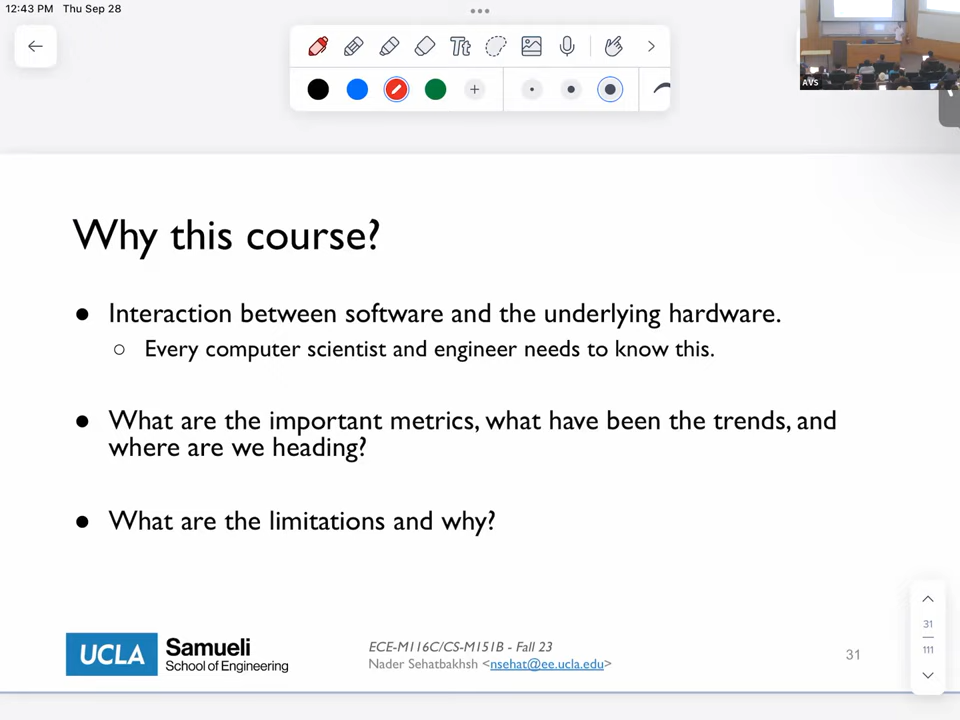 12:43 PM Thu Sep 28
Tt
AVS
Why this course?
● Interaction between software and the underlying hardware.
○ Every computer scientist and engineer needs to know this.
● What are the important metrics, what have been the trends, and
where are we heading?
● What are the limitations and why?
UCLA Samueli
School of Engineering
ECE-M116C/CS-M151B - Fall 23
Nader Sehatbakhsh <nsehat@ee.ucla.edu>
31
31
111